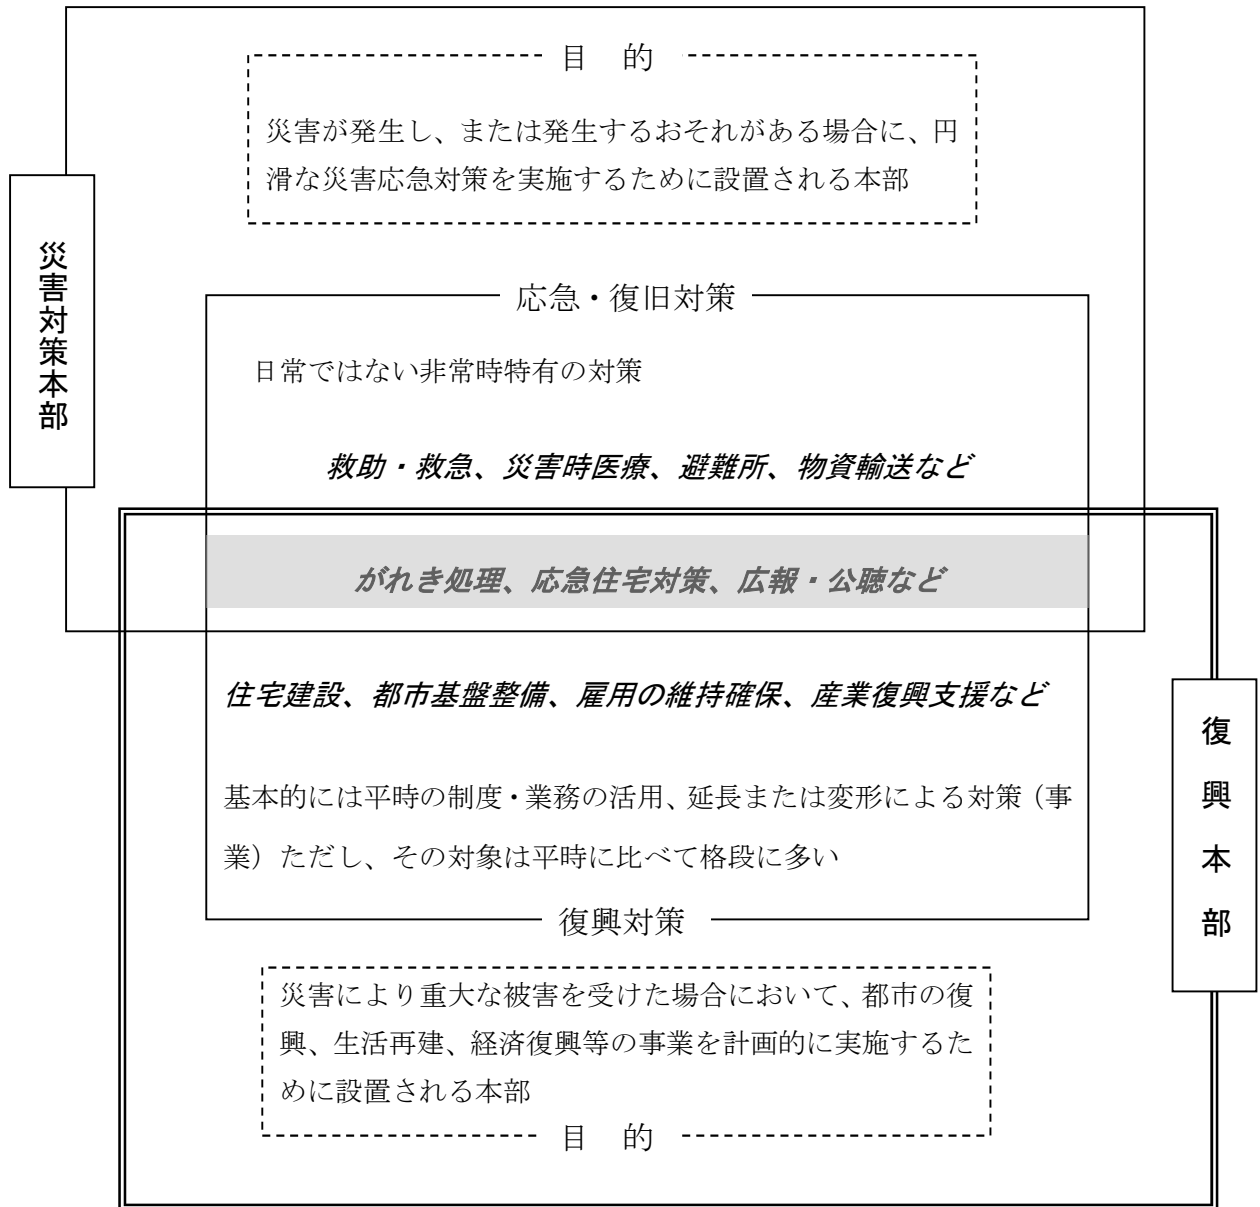 目　的
災害が発生し、または発生するおそれがある場合に、円
滑な災害応急対策を実施するために設置される本部
災害対策本部
応急・復旧対策
日常ではない非常時特有の対策
救助・救急、災害時医療、避難所、物資輸送など
がれき処理、応急住宅対策、広報・公聴など
住宅建設、都市基盤整備、雇用の維持確保、産業復興支援など
基本的には平時の制度・業務の活用、延長または変形による対策（事
業）ただし、その対象は平時に比べて格段に多い
復興対策
復興本部
災害により重大な被害を受けた場合において、都市の復
興、生活再建、経済復興等の事業を計画的に実施するた
めに設置される本部
目　的